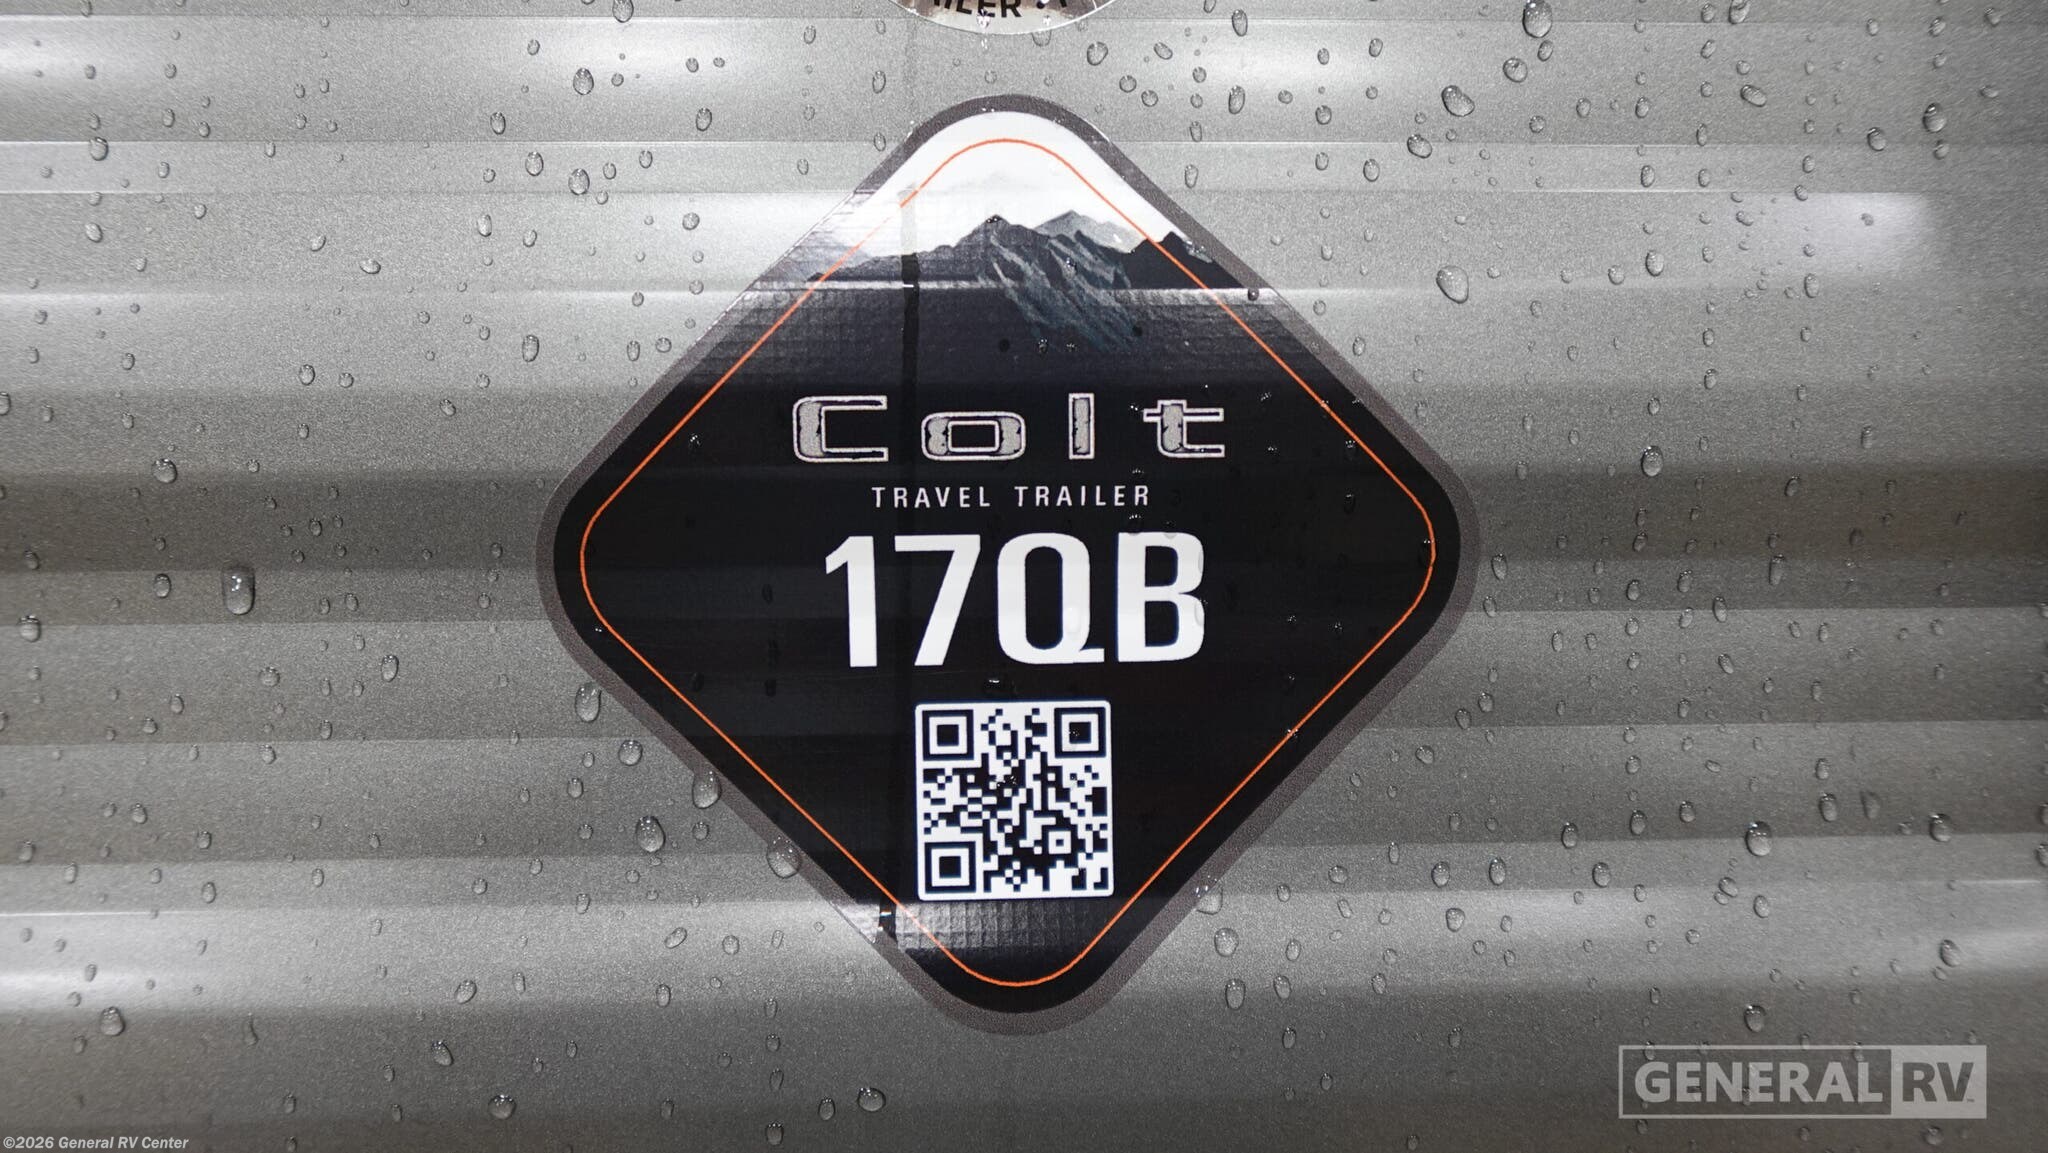 Colt
TRAVEL TRAILER
17QB
GENERAL RV
©2026 General RV Center